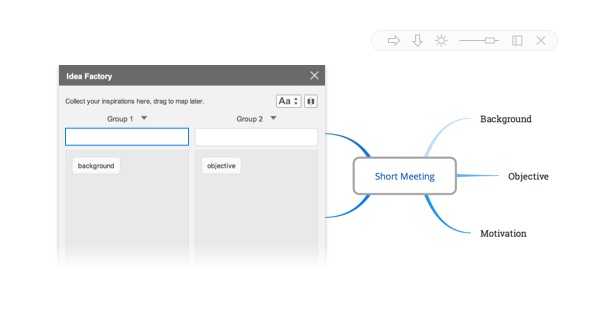 Idea Factory
Collect your inspirations here, drag to map later.
Aa
Group 1
Group 2
background
objective
Short Meeting
Background
Objective
Motivation